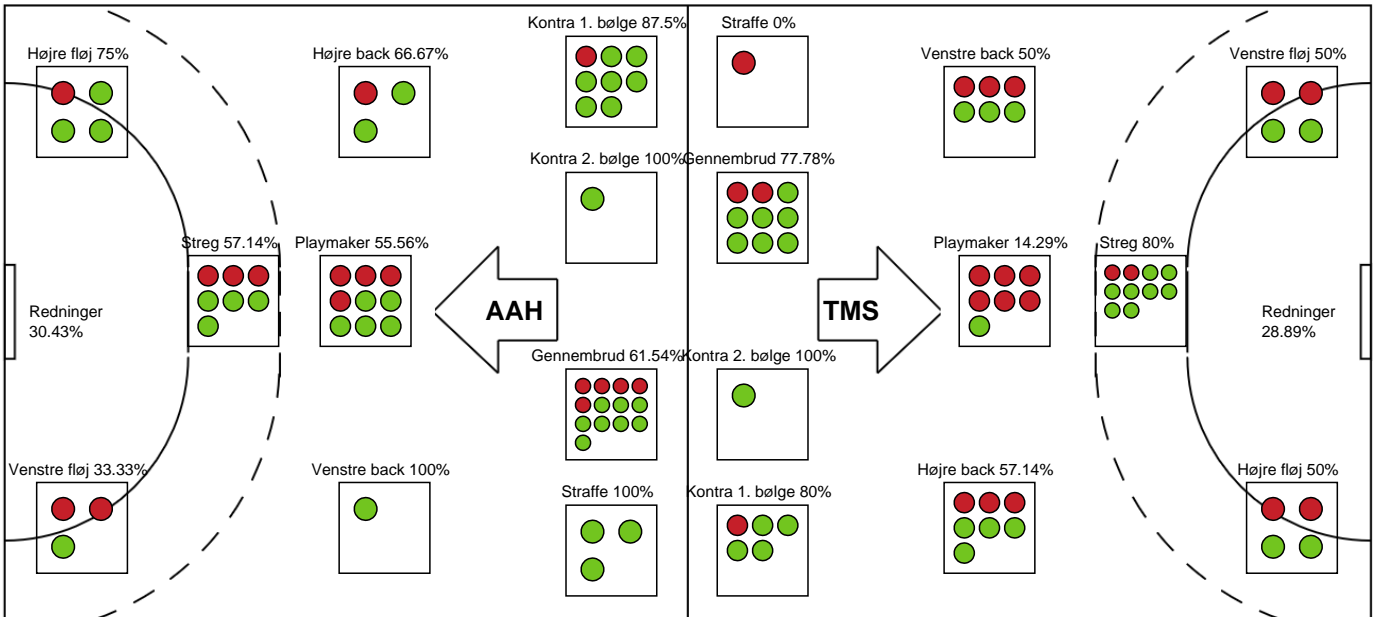 Kontra 1. bølge 87.5%
Straffe 0%
Højre fløj 75%
Højre back 66.67%
Venstre back 50%
Venstre fløj 50%
Kontra 2. bølge 100%
Gennembrud 77.78%
Streg 57.14%
Playmaker 55.56%
Playmaker 14.29%
Streg 80%
Redninger
30.43%
AAH
TMS
Redninger
28.89%
Gennembrud 61.54%
Kontra 2. bølge 100%
Venstre fløj 33.33%
Venstre back 100%
Straffe 100%
Kontra 1. bølge 80%
Højre back 57.14%
Højre fløj 50%